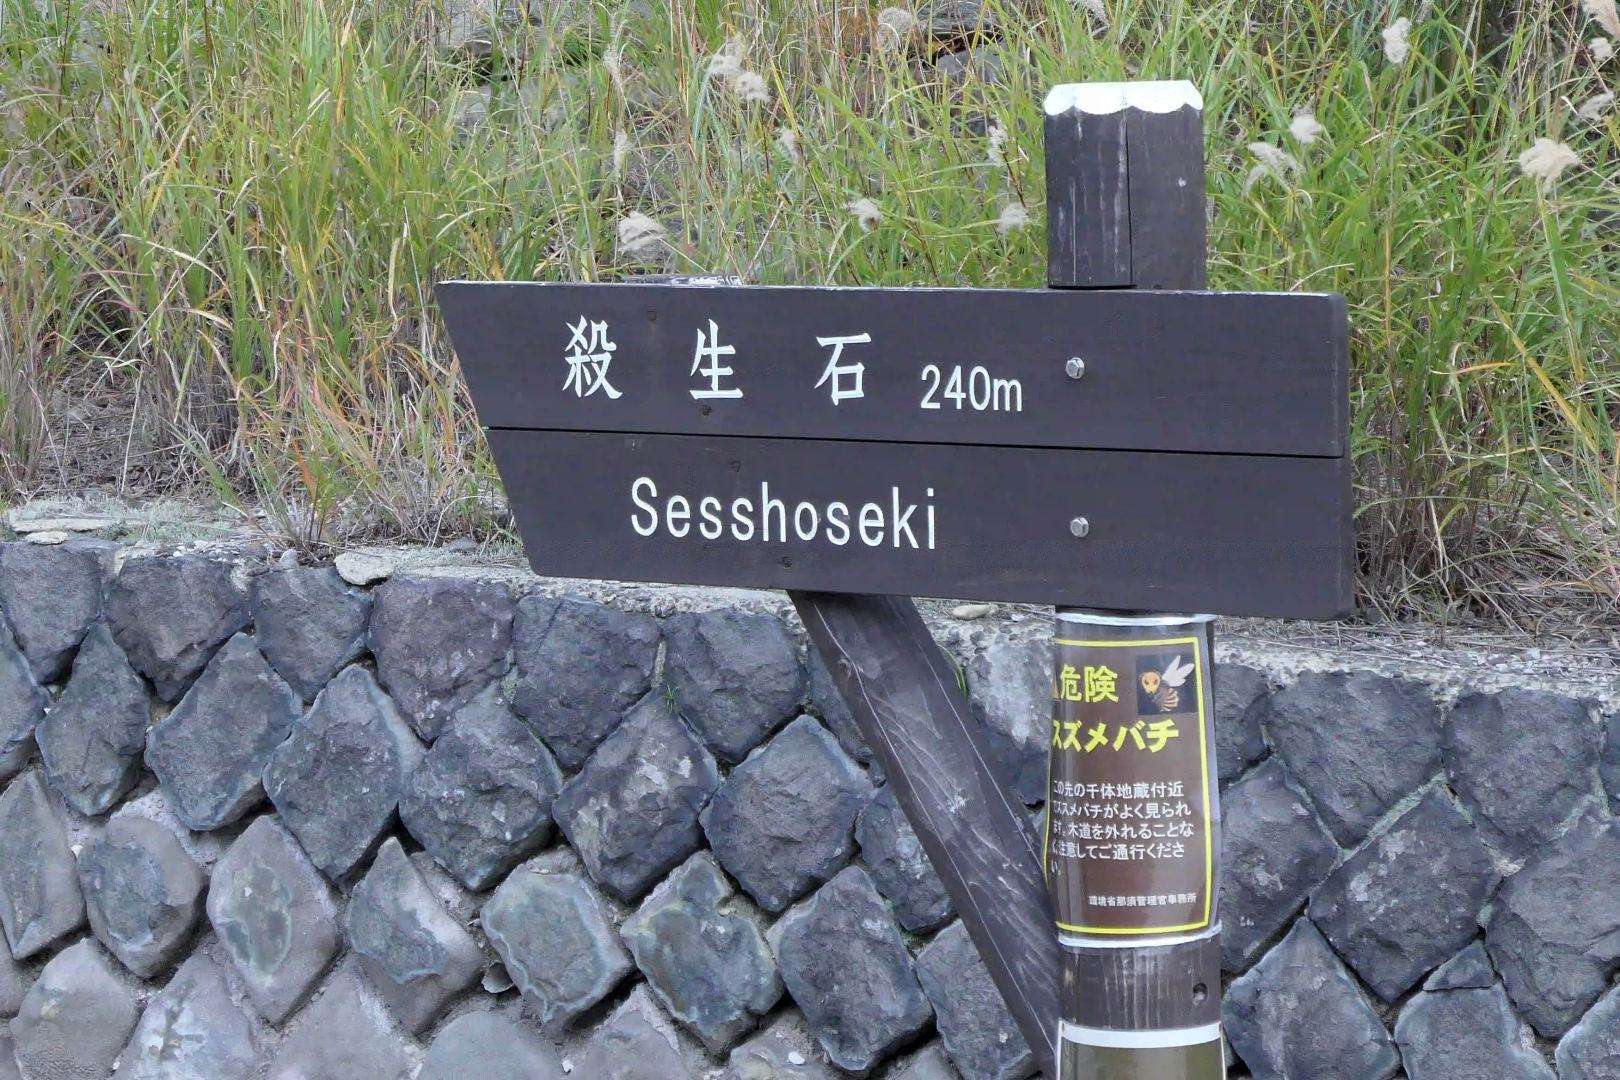 殺生石 240m
Sesshoseki
危険
スズメバチ
この先の千体地蔵付近
でスズメバチがよく見られ
ます。木道を外れることな
く、注意してご通行くださ
い。
環境省那須管理官事務所